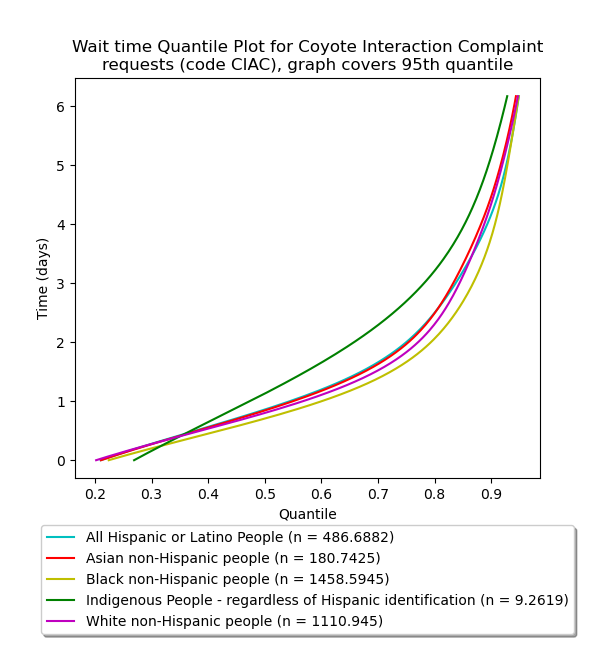 Wait time Quantile Plot for Coyote Interaction Complaint
requests (code CIAC), graph covers 95th quantile
Time (days)
6
5
4
3
2
1
0
0.2 0.3 0.4 0.5 0.6 0.7 0.8 0.9
Quantile
All Hispanic or Latino People (n = 486.6882)
Asian non-Hispanic people (n = 180.7425)
Black non-Hispanic people (n = 1458.5945)
Indigenous People - regardless of Hispanic identification (n = 9.2619)
White non-Hispanic people (n = 1110.945)